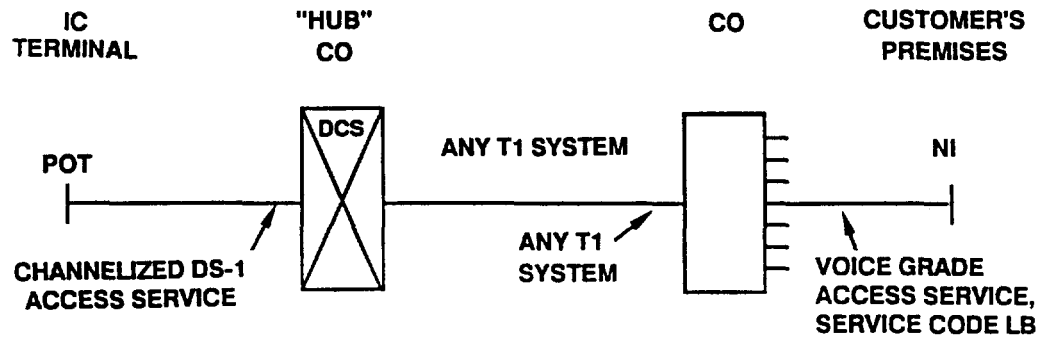 IC
TERMINAL
"HUB"
CO
CO
CUSTOMER'S
PREMISES
DCS
ANY T1 SYSTEM
POT
NI
ANY T1
SYSTEM
CHANNELIZED DS-1
ACCESS SERVICE
VOICE GRADE
ACCESS SERVICE,
SERVICE CODE LB